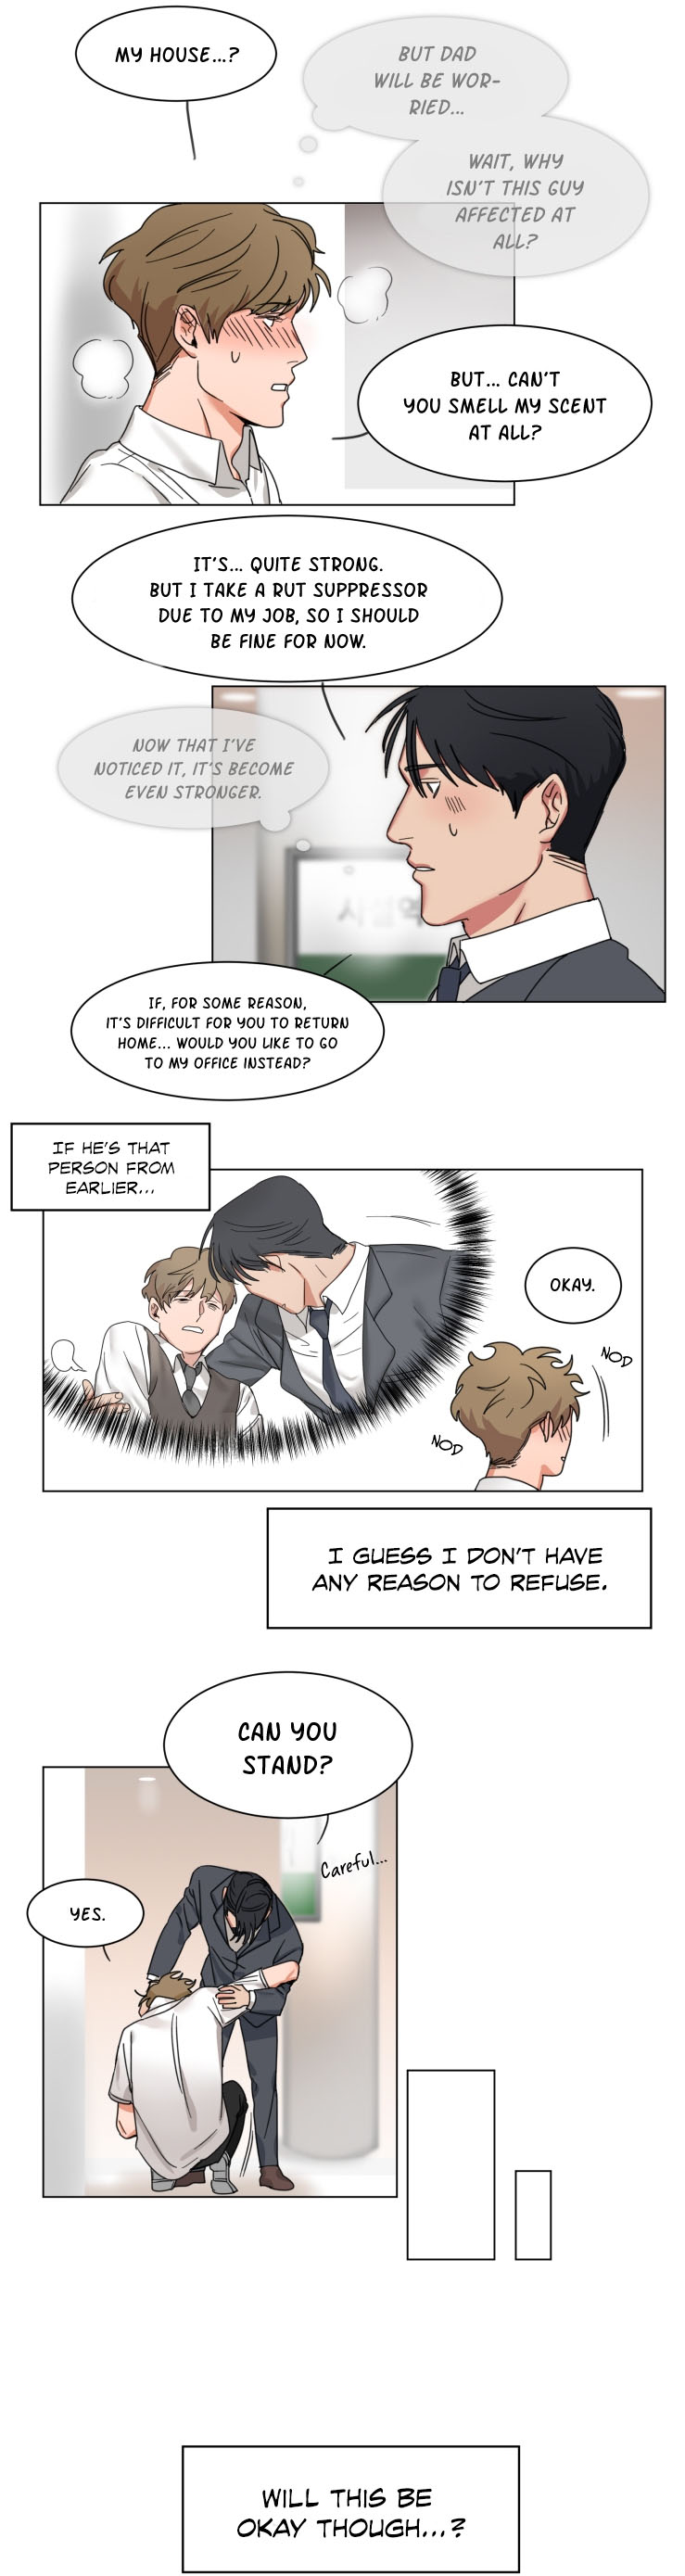 MY HOUSE...?
BUT DAD
WILL BE WOR-
RIED...
WAIT, WHY
ISN'T THIS GUY
AFFECTED AT
ALL?
BUT... CAN'T
YOU SMELL MY SCENT
AT ALL?
IT'S... QUITE STRONG.
BUT I TAKE A RUT SUPPRESSOR
DUE TO MY JOB, SO I SHOULD
BE FINE FOR NOW.
NOW THAT I'VE
NOTICED IT, IT'S BECOME
EVEN STRONGER.
IF, FOR SOME REASON,
IT'S DIFFICULT FOR YOU TO RETURN
HOME... WOULD YOU LIKE TO GO
TO MY OFFICE INSTEAD?
IF HE'S THAT
PERSON FROM
EARLIER...
OKAY.
NOD
NOD
I GUESS I DON'T HAVE
ANY REASON TO REFUSE.
CAN YOU
STAND?
Careful...
YES.
WILL THIS BE
OKAY THOUGH...?